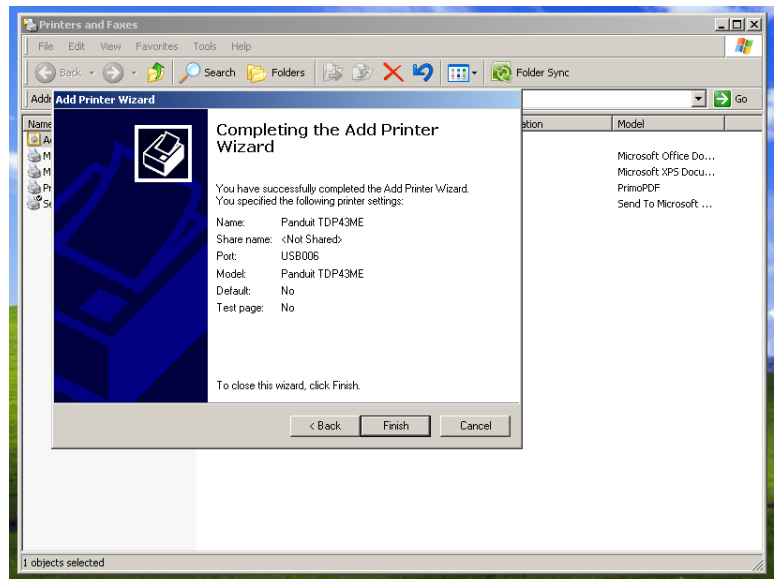 Printers and Faxes
File Edit View Favorites Tools Help
Back Search Folders Folder Sync
Addr Go
Add Printer Wizard
Name ation Model
Microsoft Office Do...
Microsoft XPS Docu...
PrimoPDF
Send To Microsoft ...
Completing the Add Printer
Wizard
You have successfully completed the Add Printer Wizard.
You specified the following printer settings:
Name: Panduit TDP43ME
Share name: <Not Shared>
Port: USB006
Model: Panduit TDP43ME
Default: No
Test page: No
To close this wizard, click Finish.
< Back Finish Cancel
1 objects selected